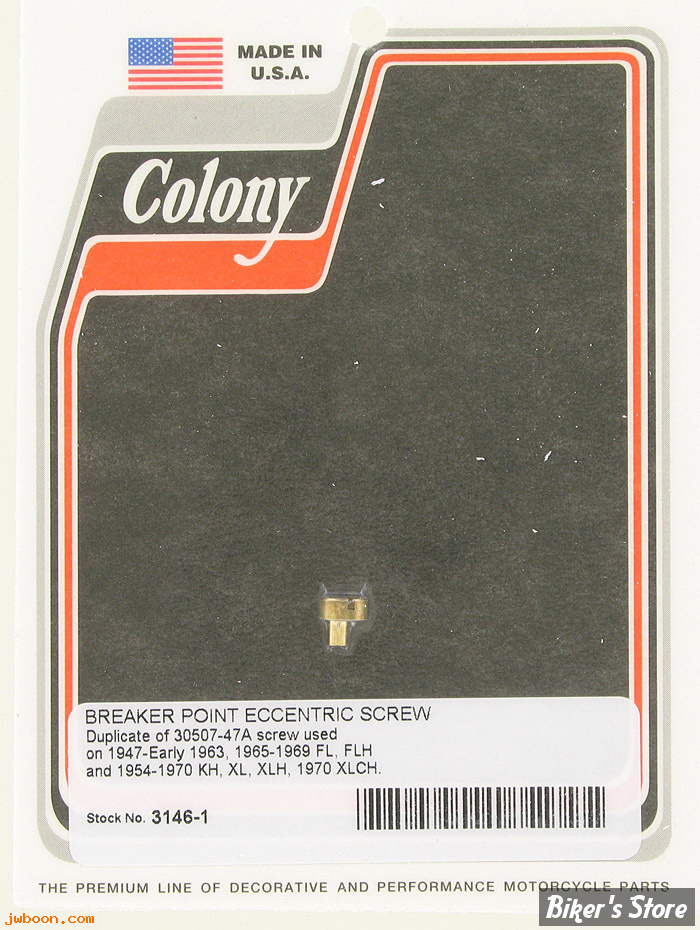 MADE IN
U.S.A.
Colony
BREAKER POINT ECCENTRIC SCREW
Duplicate of 30507-47A screw used
on 1947-Early 1963, 1965-1969 FL, FLH
and 1954-1970 KH, XL, XLH, 1970 XLCH.
Stock No. 3146-1
THE PREMIUM LINE OF DECORATIVE AND PERFORMANCE MOTORCYCLE PARTS
jwboon.com
Biker's Store